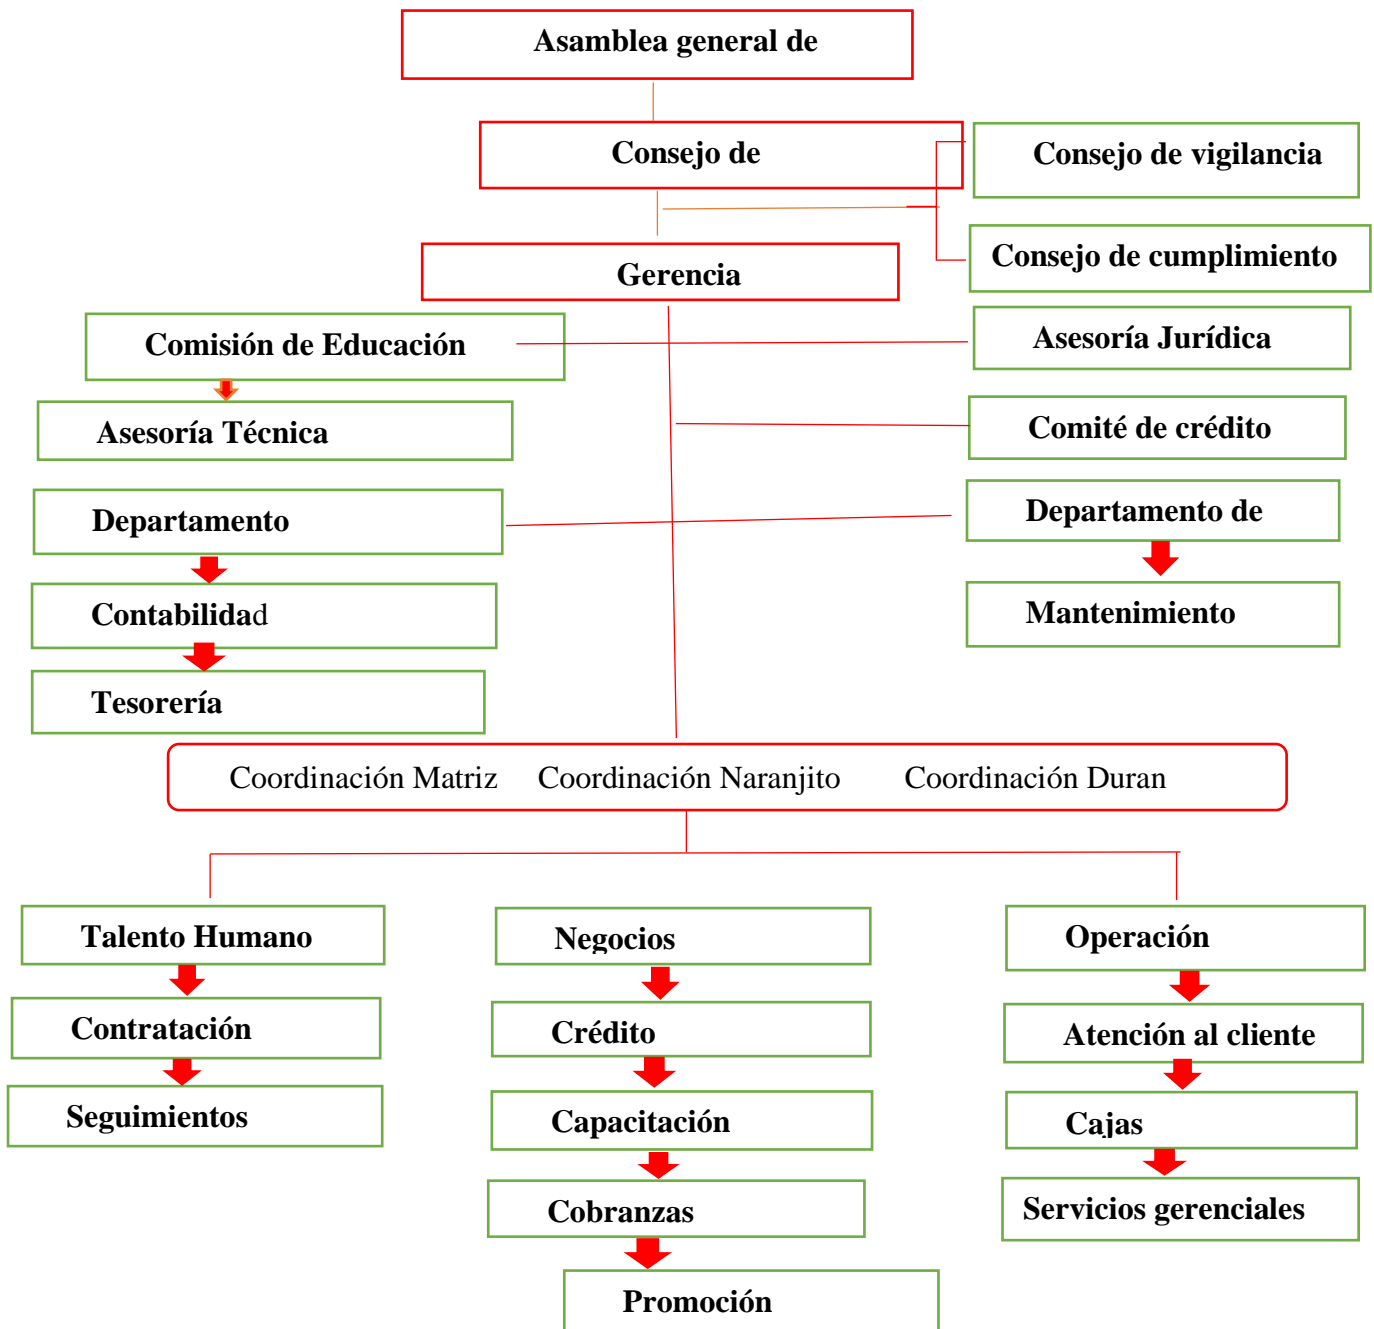 Asamblea general de
Consejo de
Consejo de vigilancia
Consejo de cumplimiento
Gerencia
Comisión de Educación
Asesoría Jurídica
Asesoría Técnica
Comité de crédito
Departamento
Departamento de
Contabilidad
Mantenimiento
Tesorería
Coordinación Matriz Coordinación Naranjito Coordinación Duran
Talento Humano
Negocios
Operación
Contratación
Crédito
Atención al cliente
Seguimientos
Capacitación
Cajas
Cobranzas
Servicios gerenciales
Promoción